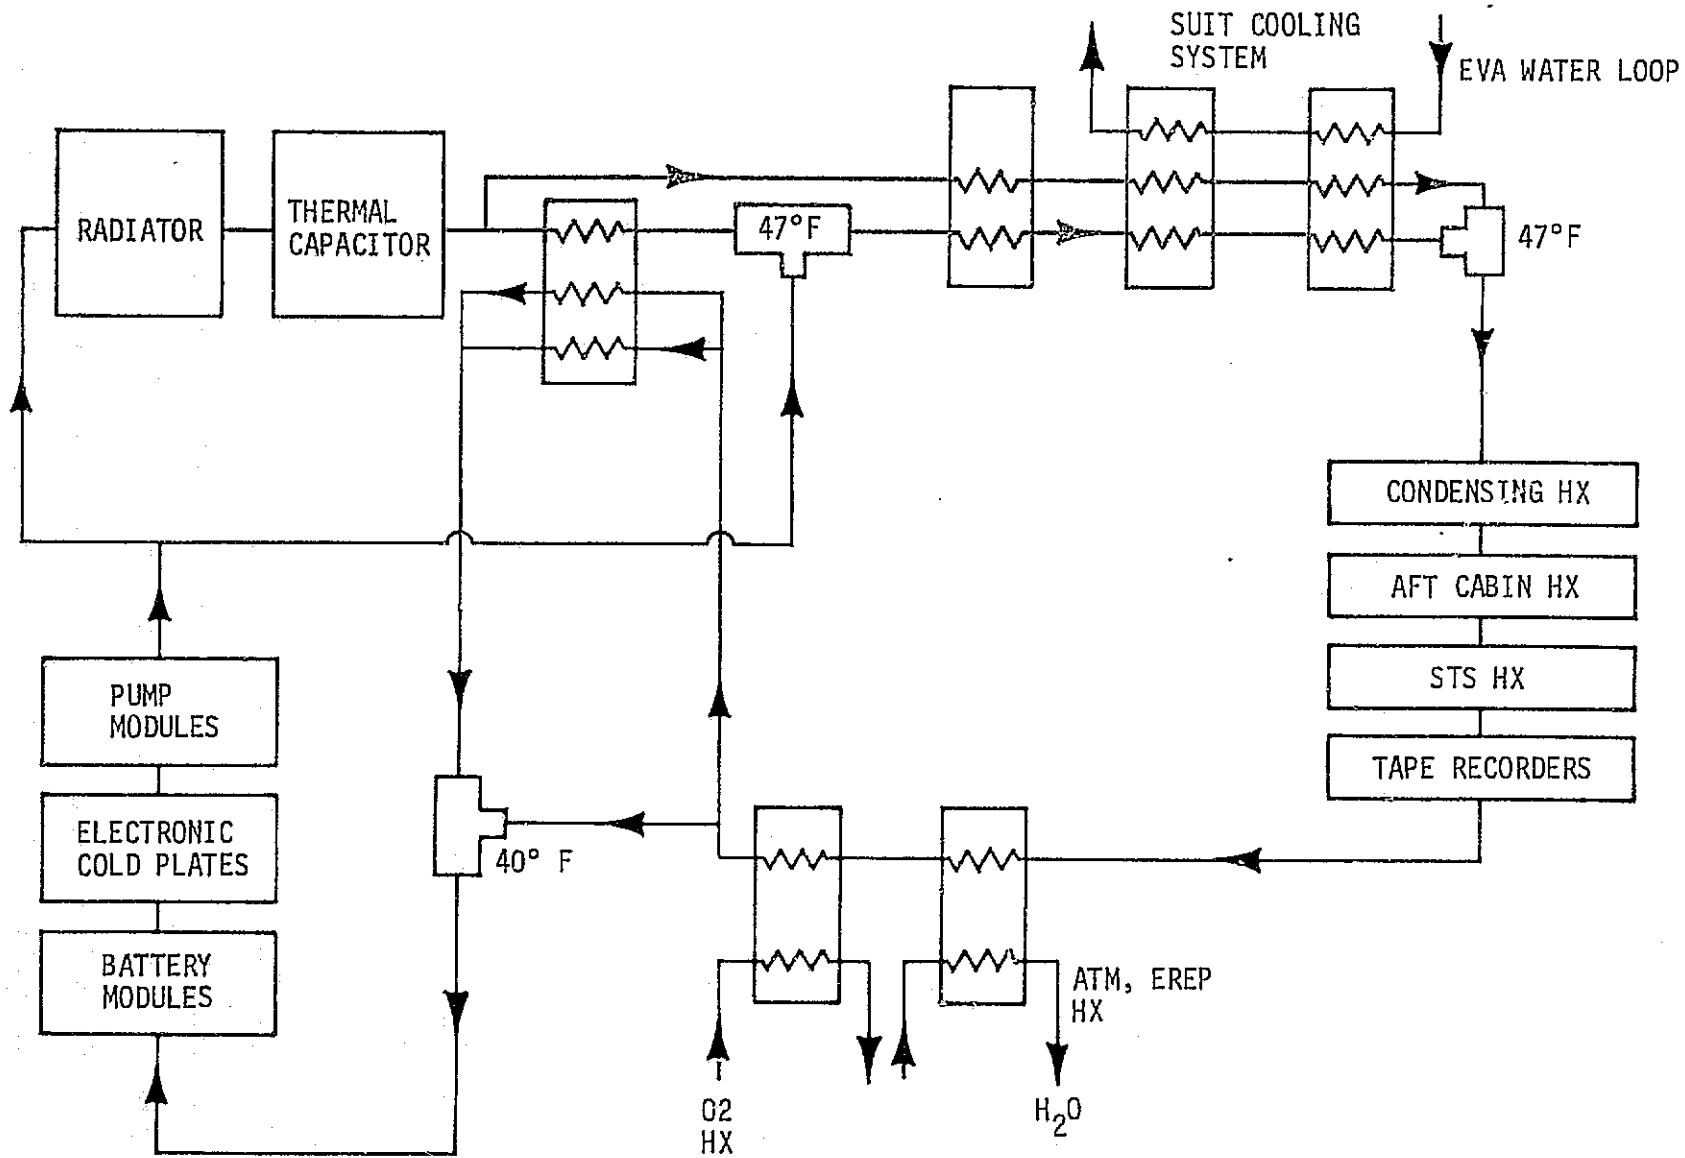 SUIT COOLING
SYSTEM
EVA WATER LOOP
RADIATOR
THERMAL
CAPACITOR
47°F
47°F
CONDENSING HX
AFT CABIN HX
STS HX
TAPE RECORDERS
PUMP
MODULES
ELECTRONIC
COLD PLATES
BATTERY
MODULES
40° F
ATM, EREP
HX
O2
HX
H2O